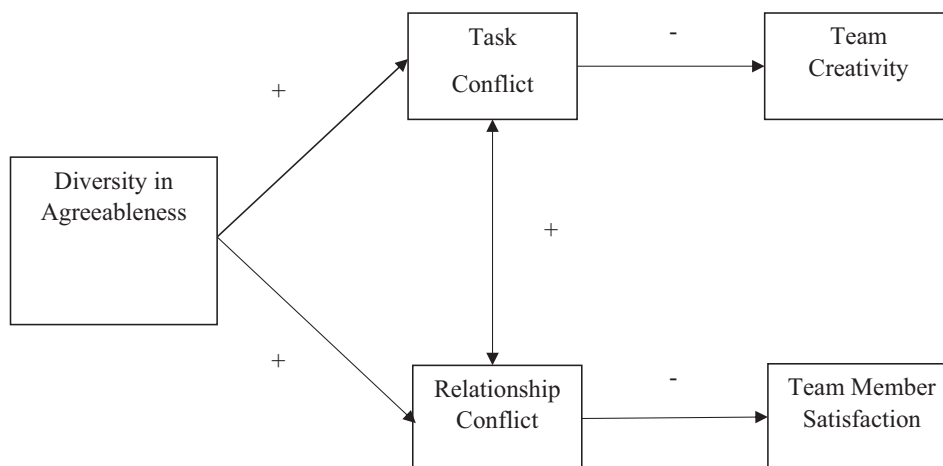 Task
Conflict
-
Team
Creativity
+
Diversity in
Agreeableness
+
+
Relationship
Conflict
-
Team Member
Satisfaction